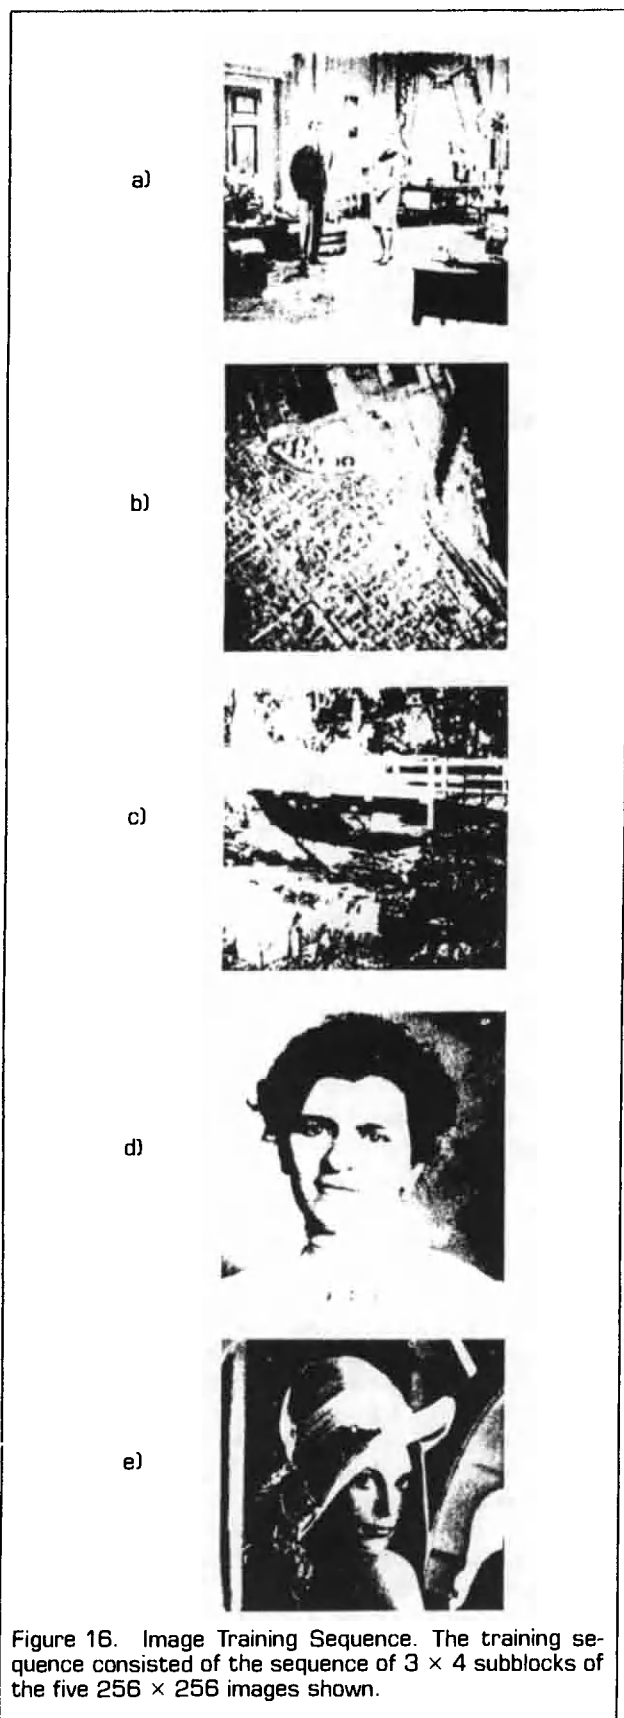 a)
b)
c)
d)
e)
Figure 16. Image Training Sequence. The training se-
quence consisted of the sequence of 3 × 4 subblocks of
the five 256 × 256 images shown.